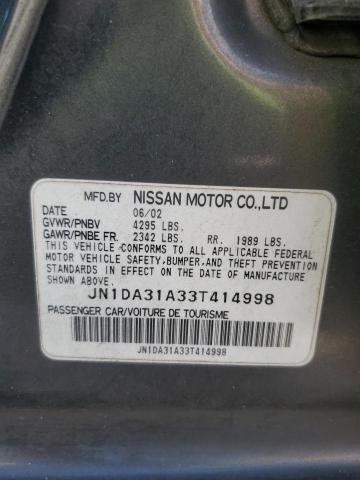 MFD.BY NISSAN MOTOR CO.,LTD
DATE 06/02
GVWR/PNBV 4295 LBS.
GAWR/PNBE FR. 2342 LBS. RR. 1989 LBS.
THIS VEHICLE CONFORMS TO ALL APPLICABLE FEDERAL
MOTOR VEHICLE SAFETY, BUMPER, AND THEFT PREVENTION
STANDARDS IN EFFECT ON THE DATE OF MANUFACTURE
SHOWN ABOVE.
JN1DA31A33T414998
PASSENGER CAR/VOITURE DE TOURISME
JN1DA31A33T414998